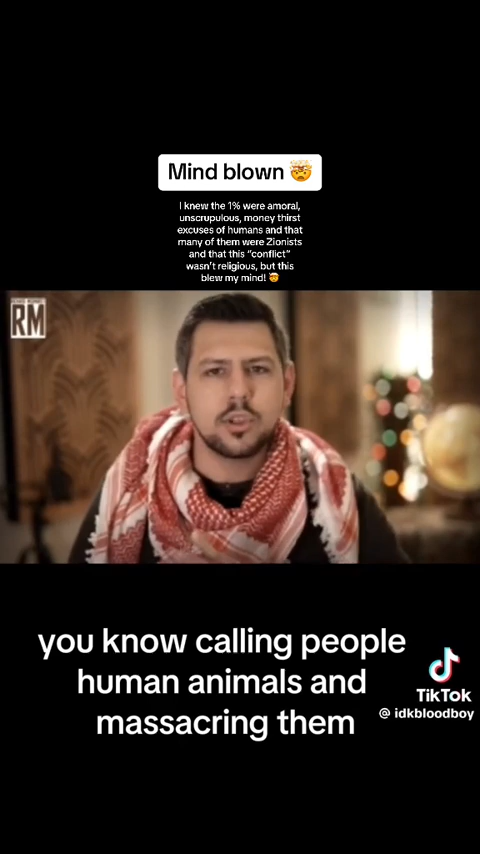 Mind blown 🤯
I knew the 1% were amoral,
unscrupulous, money thirst
excuses of humans and that
many of them were Zionists
and that this “conflict”
wasn’t religious, but this
blew my mind! 🤯
RM
you know calling people
human animals and
massacring them
TikTok
@ idkbloodboy